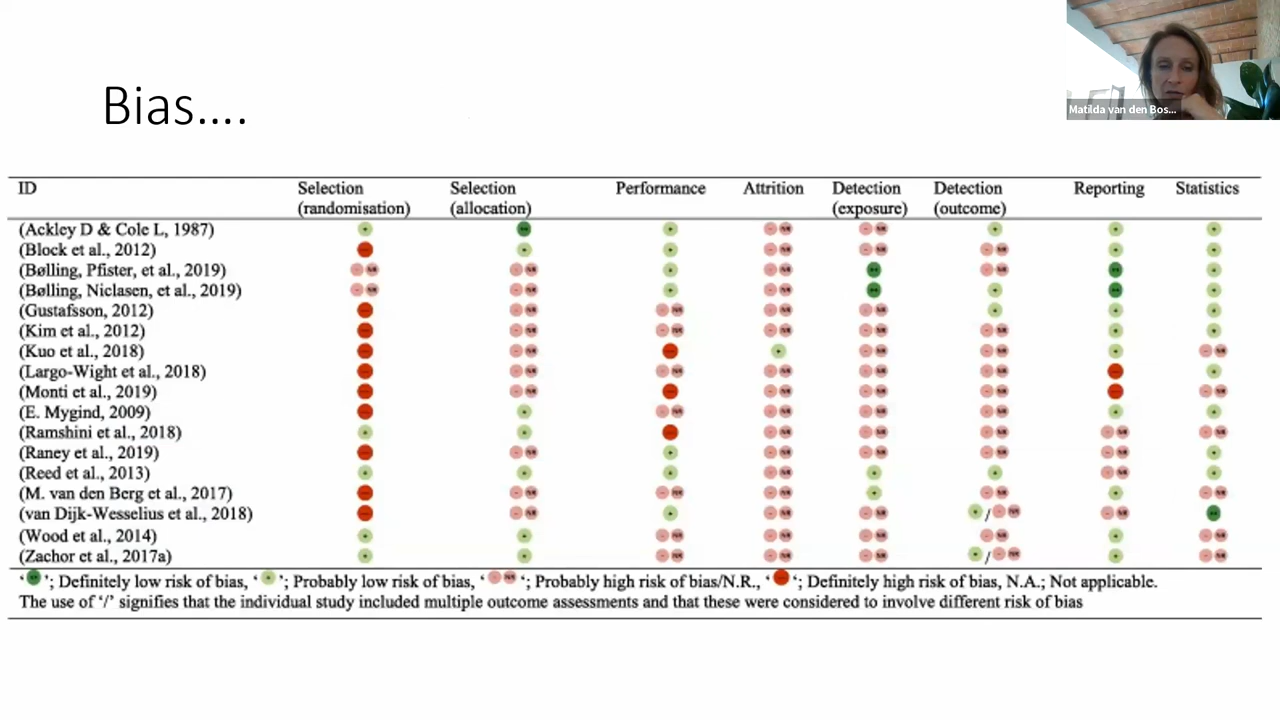 Matilda van den Bos...
Bias….
ID Selection Selection Performance Attrition Detection Detection Reporting Statistics
(randomisation) (allocation) (exposure) (outcome)
(Ackley D & Cole L, 1987)
(Block et al., 2012)
(Bølling, Pfister, et al., 2019)
(Bølling, Niclasen, et al., 2019)
(Gustafsson, 2012)
(Kim et al., 2012)
(Kuo et al., 2018)
(Largo-Wight et al., 2018)
(Monti et al., 2019)
(E. Mygind, 2009)
(Ramshini et al., 2018)
(Raney et al., 2019)
(Reed et al., 2013)
(M. van den Berg et al., 2017)
(van Dijk-Wesselius et al., 2018) /
(Wood et al., 2014)
(Zachor et al., 2017a) /
‘ ’; Definitely low risk of bias, ‘ ’; Probably low risk of bias, ‘ NR ‘; Probably high risk of bias/N.R., ‘ ‘; Definitely high risk of bias, N.A.; Not applicable.
The use of ‘/’ signifies that the individual study included multiple outcome assessments and that these were considered to involve different risk of bias